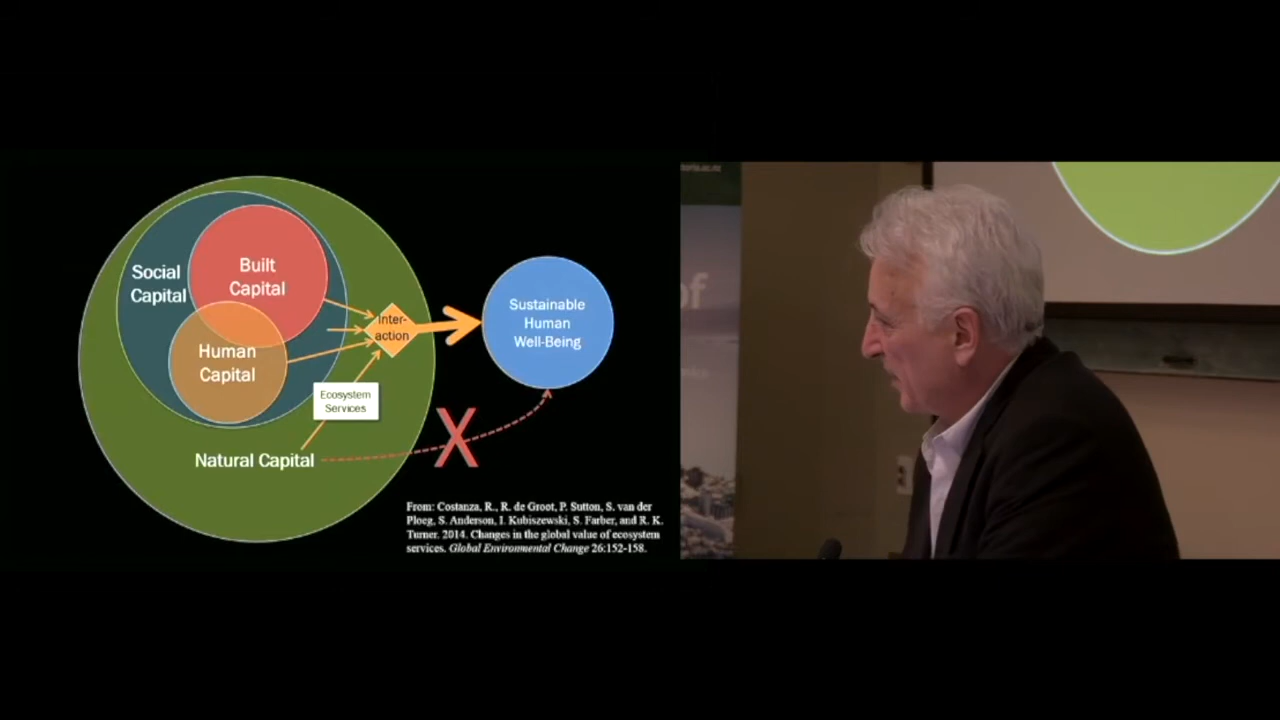 Social
Capital
Built
Capital
Human
Capital
Inter-
action
Ecosystem
Services
Natural Capital
X
Sustainable
Human
Well-Being
From: Costanza, R., R. de Groot, P. Sutton, S. van der
Ploeg, S. Anderson, I. Kubiszewski, S. Farber, and R. K.
Turner. 2014. Changes in the global value of ecosystem
services. Global Environmental Change 26:152-158.
of